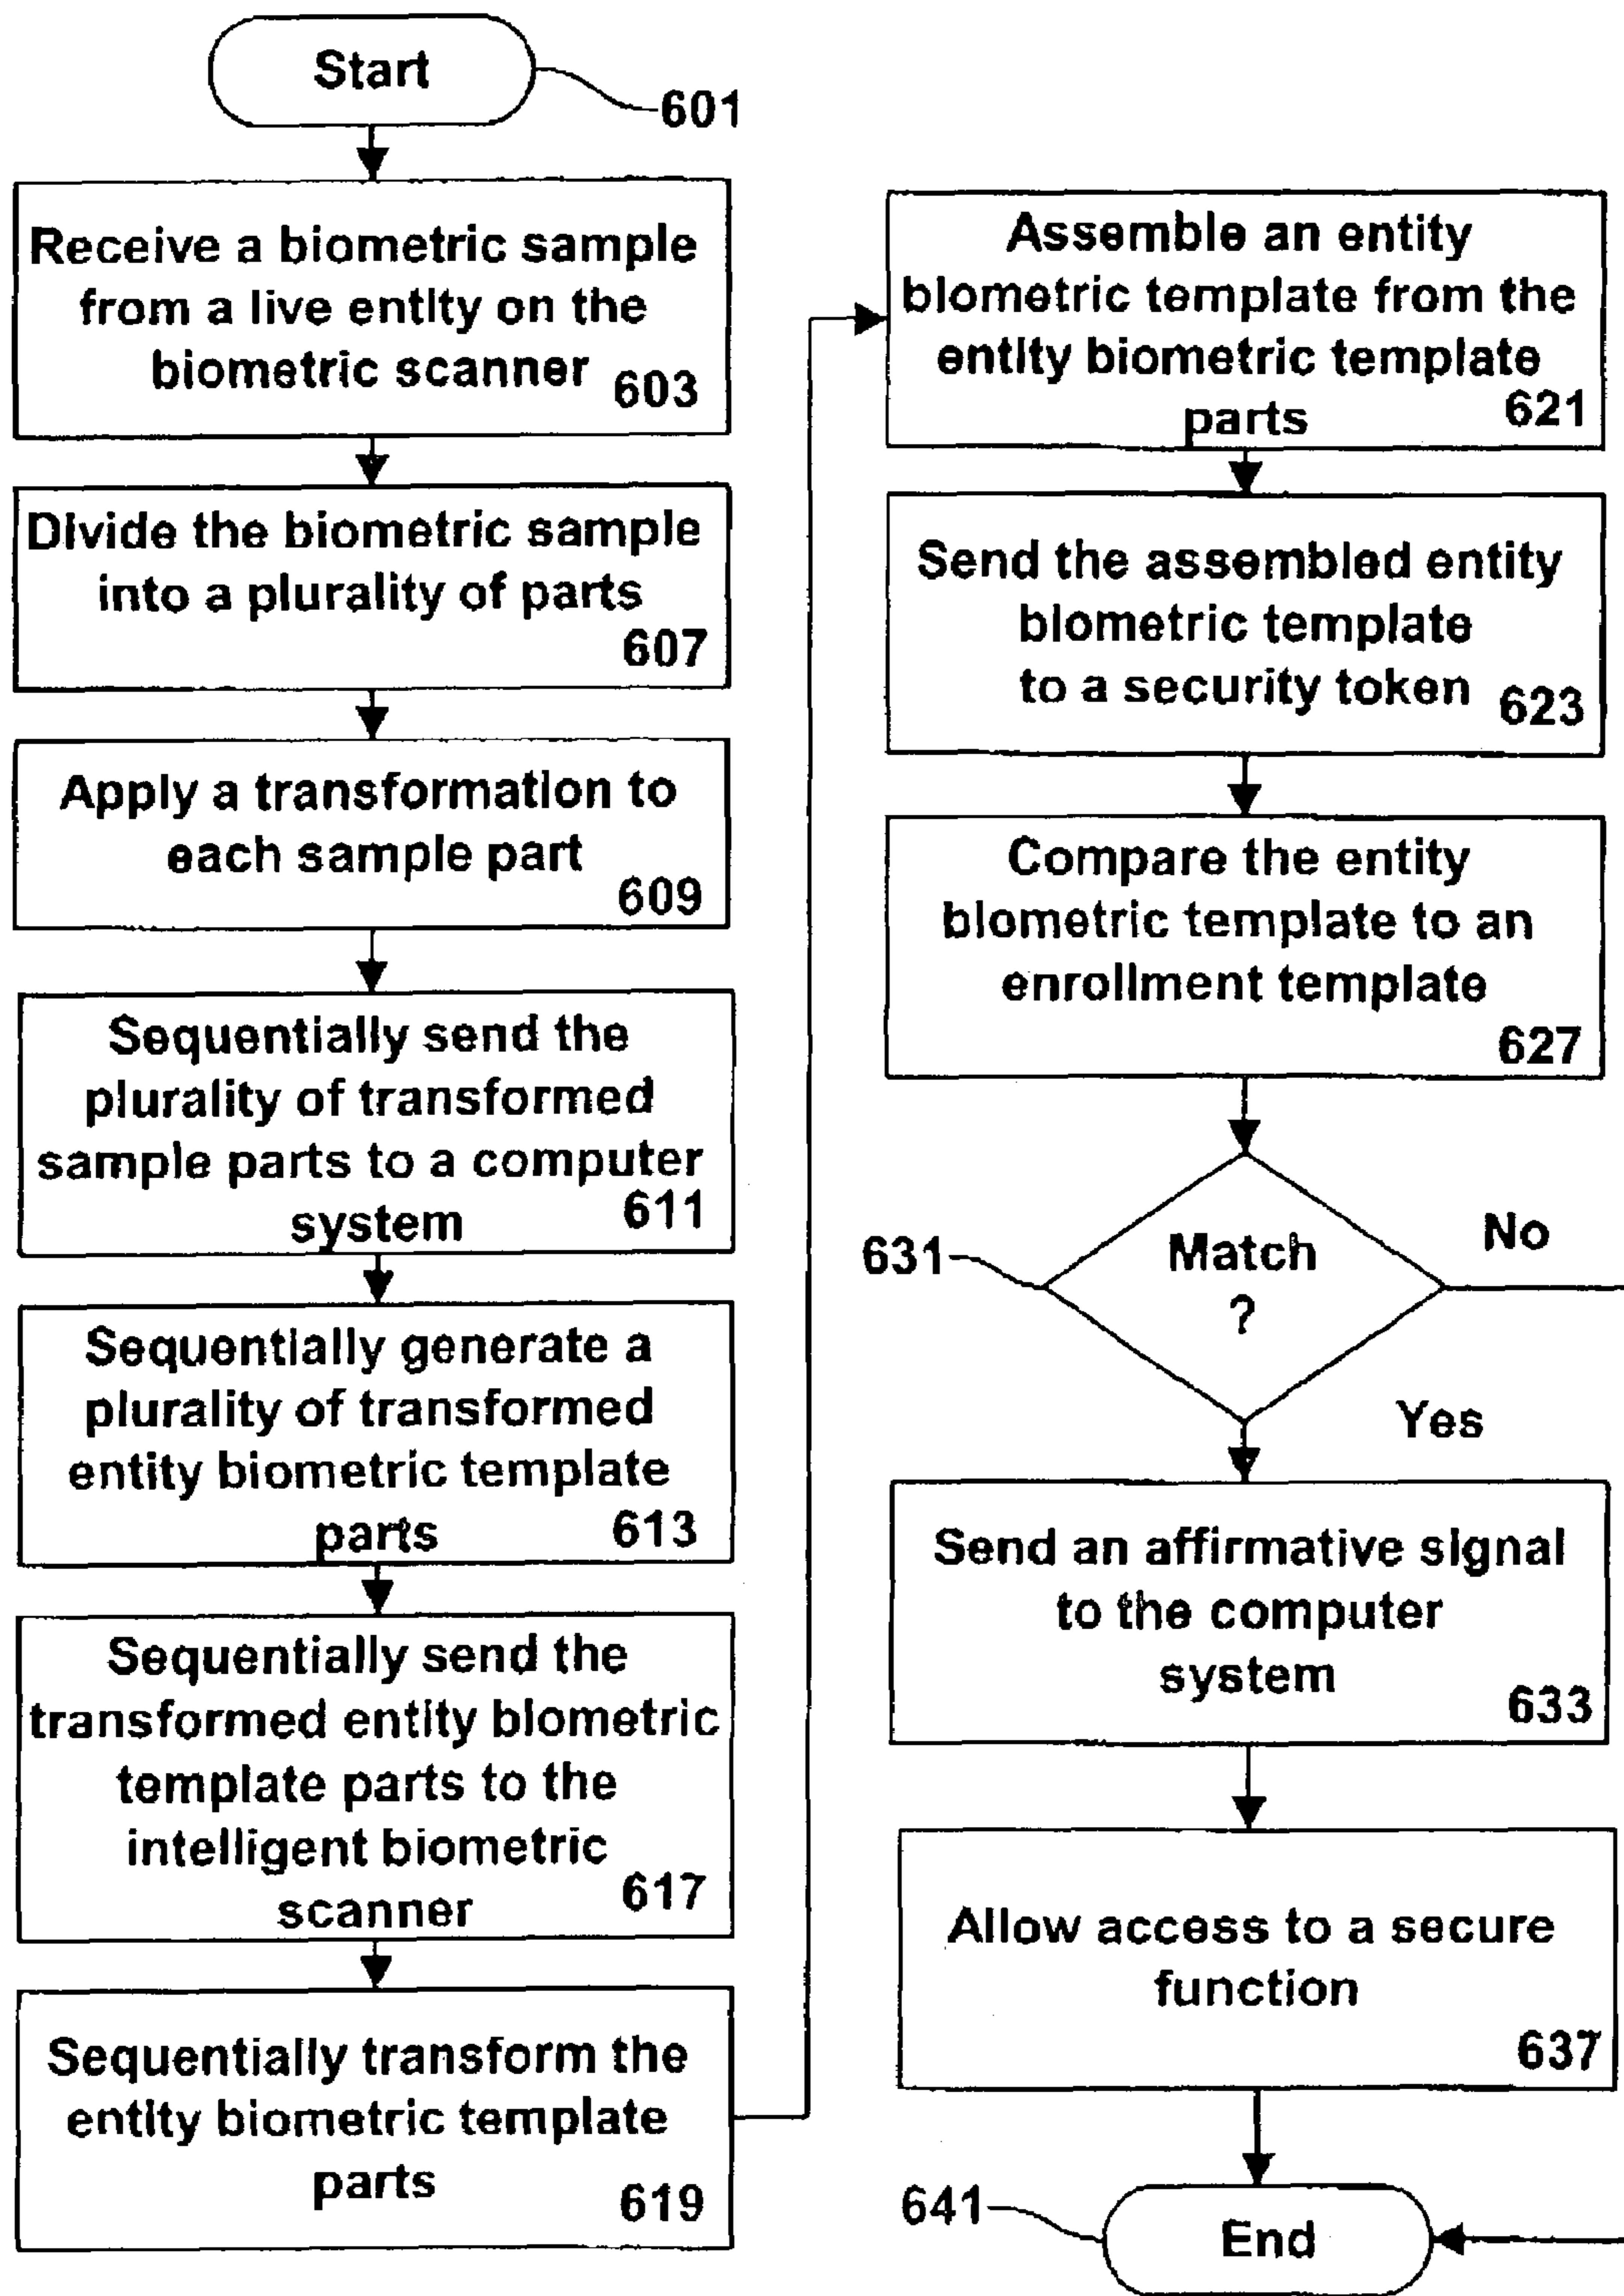 Start
601
Receive a biometric sample
from a live entity on the
biometric scanner 603
Divide the biometric sample
into a plurality of parts
607
Apply a transformation to
each sample part
609
Sequentially send the
plurality of transformed
sample parts to a computer
system 611
Sequentially generate a
plurality of transformed
entity biometric template
parts 613
Sequentially send the
transformed entity biometric
template parts to the
intelligent biometric
scanner 617
Sequentially transform the
entity biometric template
parts 619
Assemble an entity
biometric template from the
entity biometric template
parts 621
Send the assembled entity
biometric template
to a security token 623
Compare the entity
biometric template to an
enrollment template
627
631
Match
?
No
Yes
Send an affirmative signal
to the computer
system 633
Allow access to a secure
function
637
641
End